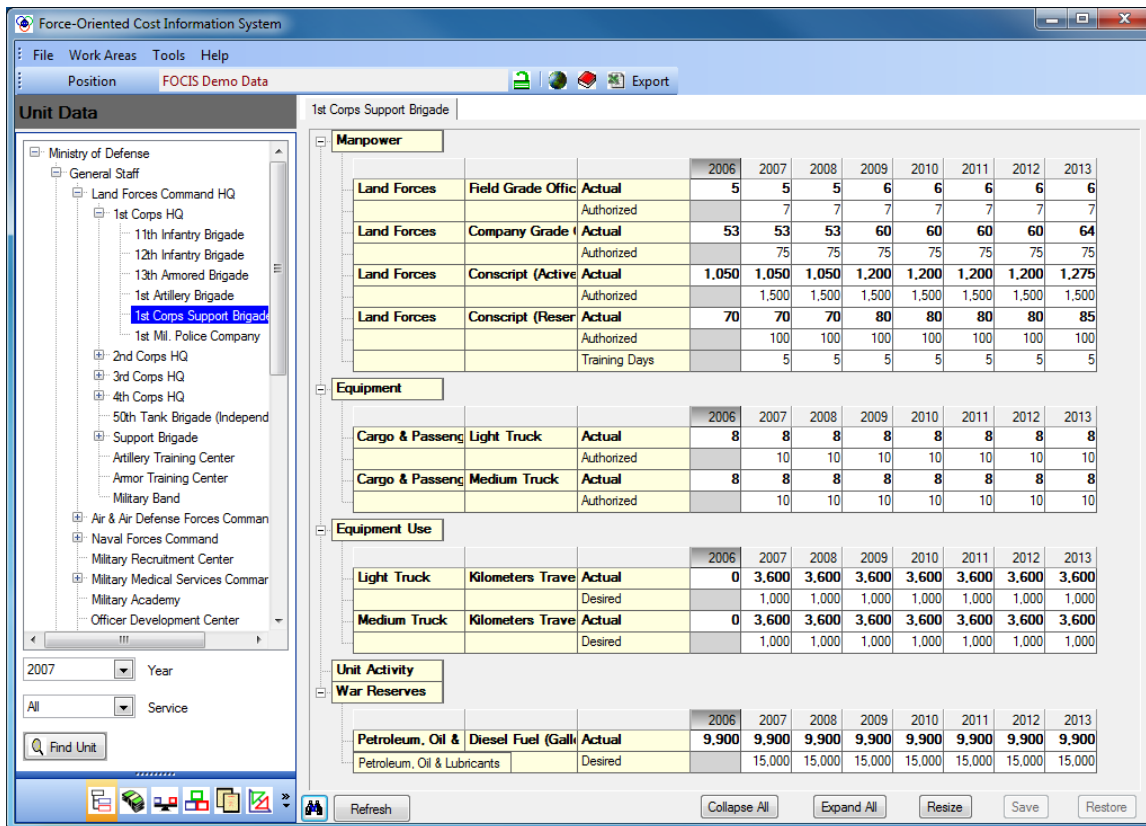 Force-Oriented Cost Information System
File Work Areas Tools Help
Position FOCIS Demo Data Export
Unit Data
Ministry of Defense
General Staff
Land Forces Command HQ
1st Corps HQ
11th Infantry Brigade
12th Infantry Brigade
13th Armored Brigade
1st Artillery Brigade
1st Corps Support Brigade
1st Mil. Police Company
2nd Corps HQ
3rd Corps HQ
4th Corps HQ
50th Tank Brigade (Independ
Support Brigade
Artillery Training Center
Armor Training Center
Military Band
Air & Air Defense Forces Comman
Naval Forces Command
Military Recruitment Center
Military Medical Services Commar
Military Academy
Officer Development Center
2007 Year
All Service
Find Unit
1st Corps Support Brigade
Manpower
2006 2007 2008 2009 2010 2011 2012 2013
Land Forces Field Grade Offic Actual 5 5 5 6 6 6 6 6
Authorized 7 7 7 7 7 7 7
Land Forces Company Grade ( Actual 53 53 53 60 60 60 60 64
Authorized 75 75 75 75 75 75 75
Land Forces Conscript (Active Actual 1,050 1,050 1,050 1,200 1,200 1,200 1,200 1,275
Authorized 1,500 1,500 1,500 1,500 1,500 1,500 1,500
Land Forces Conscript (Reser Actual 70 70 70 80 80 80 80 85
Authorized 100 100 100 100 100 100 100
Training Days 5 5 5 5 5 5 5
Equipment
2006 2007 2008 2009 2010 2011 2012 2013
Cargo & Passeng Light Truck Actual 8 8 8 8 8 8 8 8
Authorized 10 10 10 10 10 10 10
Cargo & Passeng Medium Truck Actual 8 8 8 8 8 8 8 8
Authorized 10 10 10 10 10 10 10
Equipment Use
2006 2007 2008 2009 2010 2011 2012 2013
Light Truck Kilometers Trave Actual 0 3,600 3,600 3,600 3,600 3,600 3,600 3,600
Desired 1,000 1,000 1,000 1,000 1,000 1,000 1,000
Medium Truck Kilometers Trave Actual 0 3,600 3,600 3,600 3,600 3,600 3,600 3,600
Desired 1,000 1,000 1,000 1,000 1,000 1,000 1,000
Unit Activity
War Reserves
2006 2007 2008 2009 2010 2011 2012 2013
Petroleum, Oil & Diesel Fuel (Gall Actual 9,900 9,900 9,900 9,900 9,900 9,900 9,900 9,900
Petroleum, Oil & Lubricants Desired 15,000 15,000 15,000 15,000 15,000 15,000 15,000
Refresh Collapse All Expand All Resize Save Restore